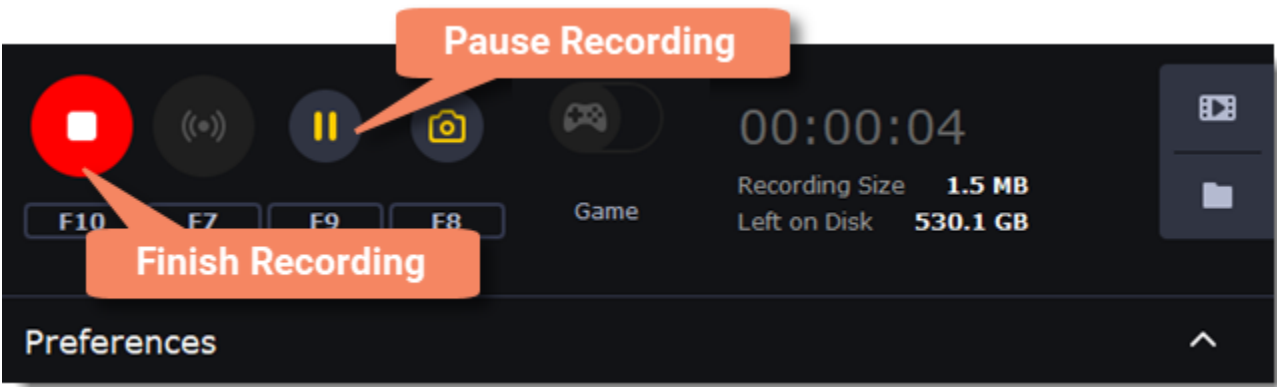 Pause Recording
00:00:04
Recording Size 1.5 MB
F10 F7 F9 F8 Game Left on Disk 530.1 GB
Finish Recording
Preferences